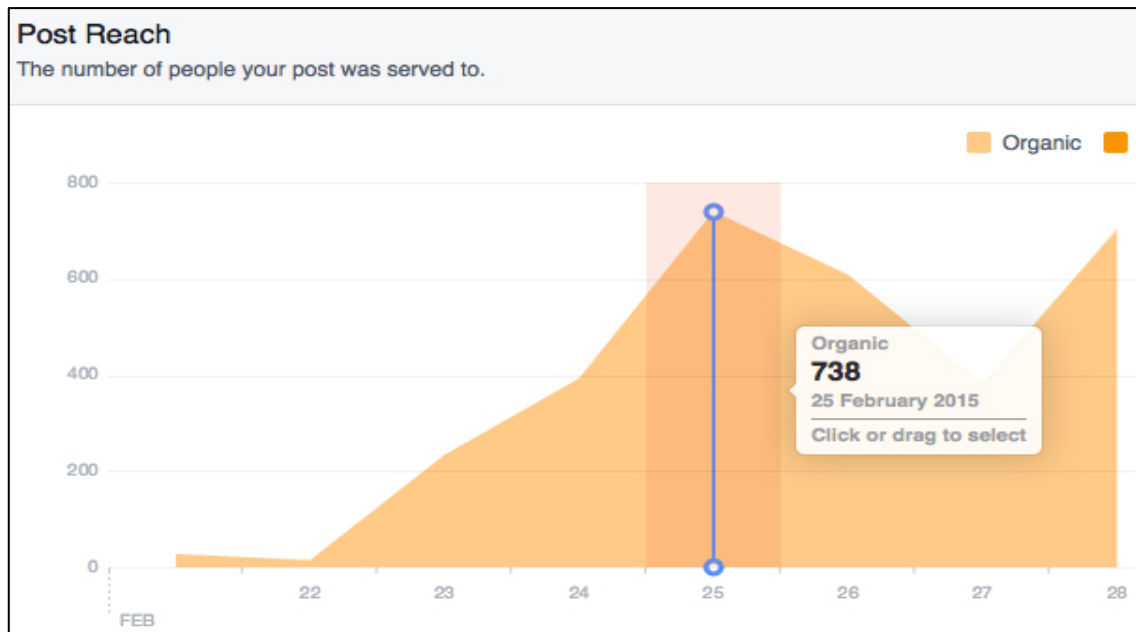 Post Reach
The number of people your post was served to.
Organic
800
600
400
200
0
Organic
738
25 February 2015
Click or drag to select
22 23 24 25 26 27 28
FEB